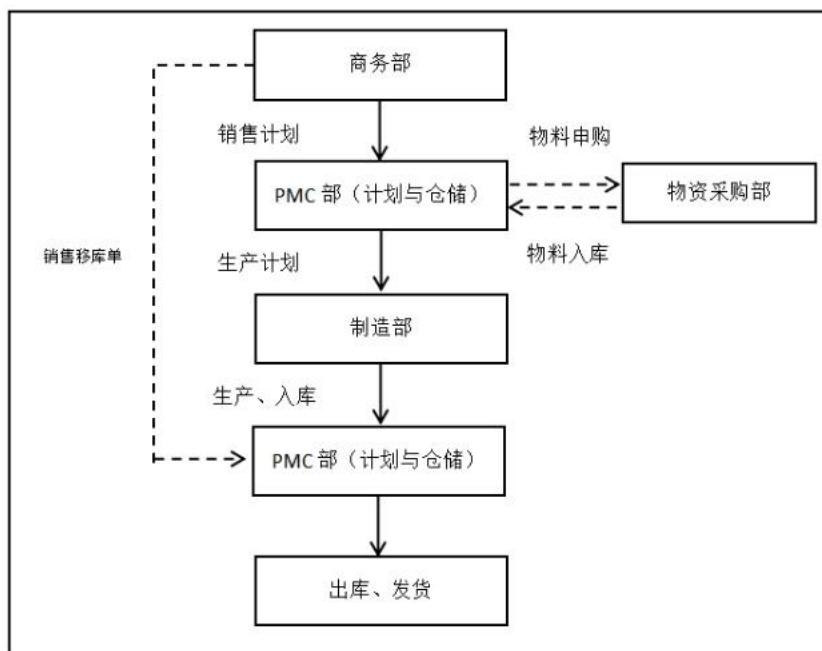 商务部
销售计划
物料申购
PMC 部（计划与仓储）
物资采购部
销售移库单
生产计划
物料入库
制造部
生产、入库
PMC 部（计划与仓储）
出库、发货